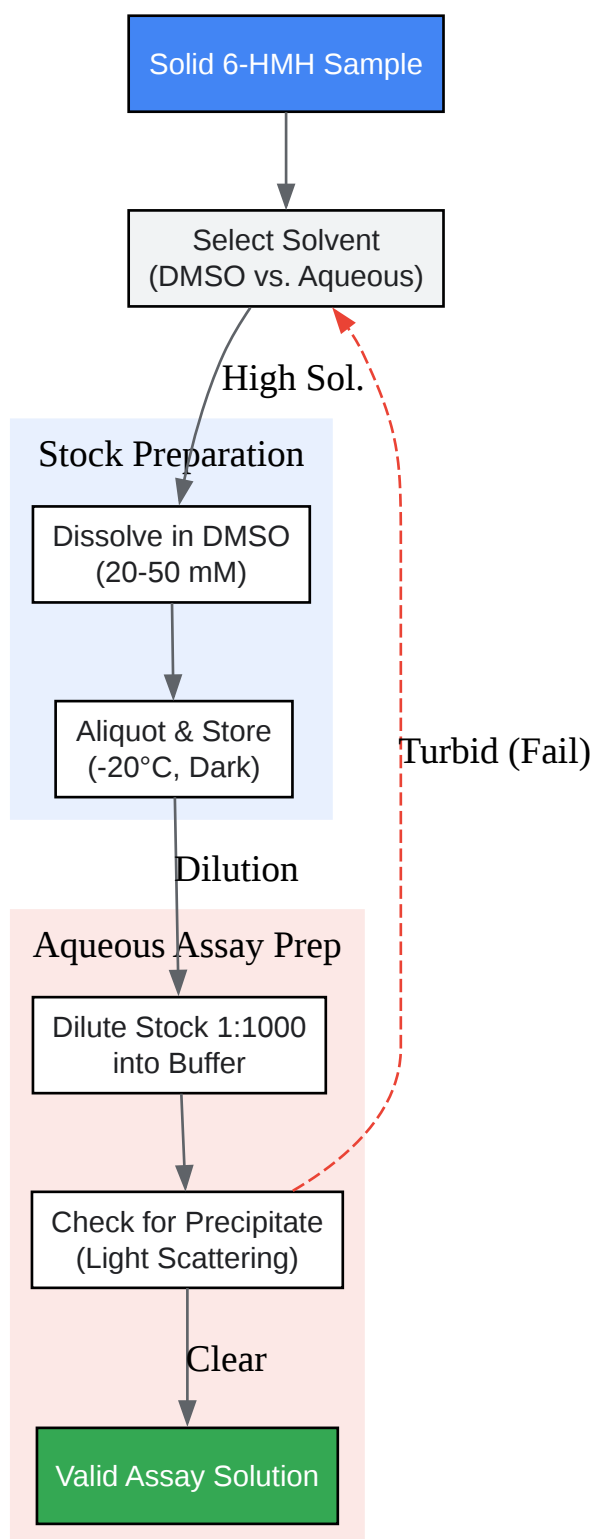 Solid 6-HMH Sample
Select Solvent
(DMSO vs. Aqueous)
High Sol.
Stock Preparation
Dissolve in DMSO
(20-50 mM)
Aliquot & Store
(-20°C, Dark)
Turbid (Fail)
Dilution
Aqueous Assay Prep
Dilute Stock 1:1000
into Buffer
Check for Precipitate
(Light Scattering)
Clear
Valid Assay Solution